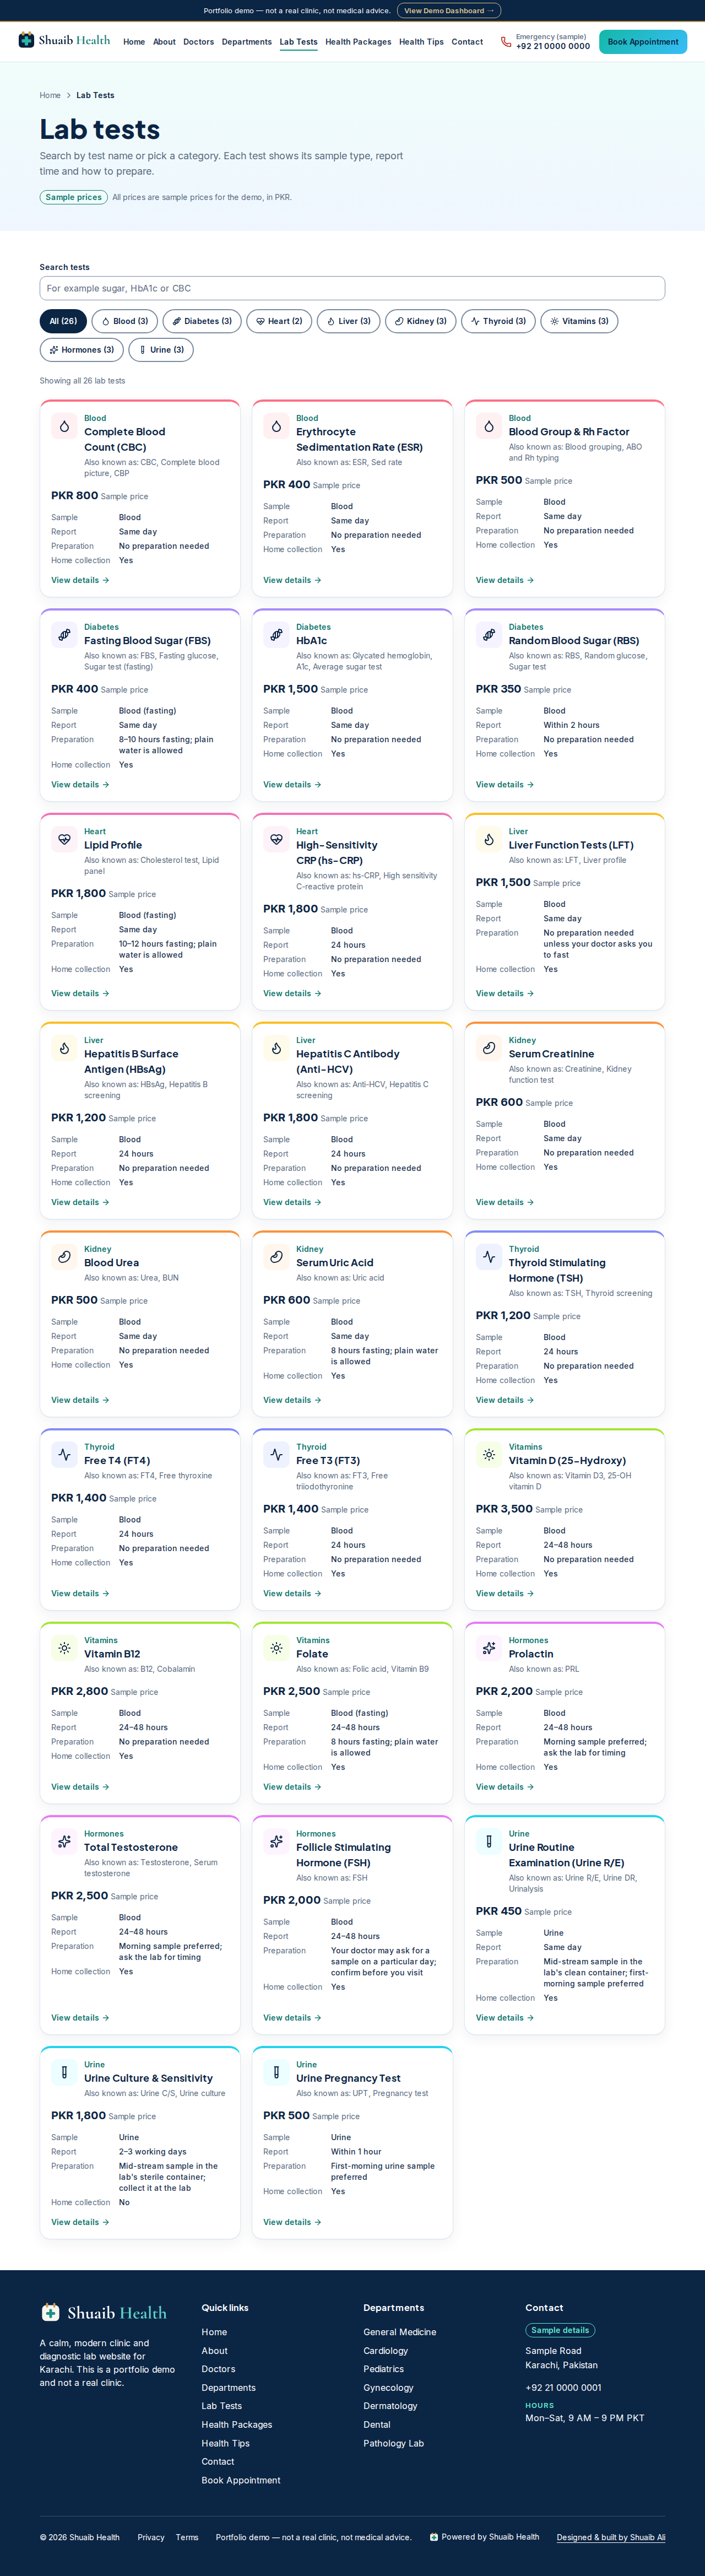 Portfolio demo — not a real clinic, not medical advice. View Demo Dashboard →
Shuaib Health Home About Doctors Departments Lab Tests Health Packages Health Tips Contact Emergency (sample) +92 21 0000 0000 Book Appointment
Home > Lab Tests
Lab tests
Search by test name or pick a category. Each test shows its sample type, report
time and how to prepare.
Sample prices All prices are sample prices for the demo, in PKR.
Search tests
For example sugar, HbA1c or CBC
All (26) Blood (3) Diabetes (3) Heart (2) Liver (3) Kidney (3) Thyroid (3) Vitamins (3)
Hormones (3) Urine (3)
Showing all 26 lab tests
Blood
Complete Blood
Count (CBC)
Also known as: CBC, Complete blood
picture, CBP
PKR 800 Sample price
Sample Blood
Report Same day
Preparation No preparation needed
Home collection Yes
View details →
Blood
Erythrocyte
Sedimentation Rate (ESR)
Also known as: ESR, Sed rate
PKR 400 Sample price
Sample Blood
Report Same day
Preparation No preparation needed
Home collection Yes
View details →
Blood
Blood Group & Rh Factor
Also known as: Blood grouping, ABO
and Rh typing
PKR 500 Sample price
Sample Blood
Report Same day
Preparation No preparation needed
Home collection Yes
View details →
Diabetes
Fasting Blood Sugar (FBS)
Also known as: FBS, Fasting glucose,
Sugar test (fasting)
PKR 400 Sample price
Sample Blood (fasting)
Report Same day
Preparation 8–10 hours fasting; plain
water is allowed
Home collection Yes
View details →
Diabetes
HbA1c
Also known as: Glycated hemoglobin,
A1c, Average sugar test
PKR 1,500 Sample price
Sample Blood
Report Same day
Preparation No preparation needed
Home collection Yes
View details →
Diabetes
Random Blood Sugar (RBS)
Also known as: RBS, Random glucose,
Sugar test
PKR 350 Sample price
Sample Blood
Report Within 2 hours
Preparation No preparation needed
Home collection Yes
View details →
Heart
Lipid Profile
Also known as: Cholesterol test, Lipid
panel
PKR 1,800 Sample price
Sample Blood (fasting)
Report Same day
Preparation 10–12 hours fasting; plain
water is allowed
Home collection Yes
View details →
Heart
High-Sensitivity
CRP (hs-CRP)
Also known as: hs-CRP, High sensitivity
C-reactive protein
PKR 1,800 Sample price
Sample Blood
Report 24 hours
Preparation No preparation needed
Home collection Yes
View details →
Liver
Liver Function Tests (LFT)
Also known as: LFT, Liver profile
PKR 1,500 Sample price
Sample Blood
Report Same day
Preparation No preparation needed
unless your doctor asks you
to fast
Home collection Yes
View details →
Liver
Hepatitis B Surface
Antigen (HBsAg)
Also known as: HBsAg, Hepatitis B
screening
PKR 1,200 Sample price
Sample Blood
Report 24 hours
Preparation No preparation needed
Home collection Yes
View details →
Liver
Hepatitis C Antibody
(Anti-HCV)
Also known as: Anti-HCV, Hepatitis C
screening
PKR 1,800 Sample price
Sample Blood
Report 24 hours
Preparation No preparation needed
Home collection Yes
View details →
Kidney
Serum Creatinine
Also known as: Creatinine, Kidney
function test
PKR 600 Sample price
Sample Blood
Report Same day
Preparation No preparation needed
Home collection Yes
View details →
Kidney
Blood Urea
Also known as: Urea, BUN
PKR 500 Sample price
Sample Blood
Report Same day
Preparation No preparation needed
Home collection Yes
View details →
Kidney
Serum Uric Acid
Also known as: Uric acid
PKR 600 Sample price
Sample Blood
Report Same day
Preparation 8 hours fasting; plain water
is allowed
Home collection Yes
View details →
Thyroid
Thyroid Stimulating
Hormone (TSH)
Also known as: TSH, Thyroid screening
PKR 1,200 Sample price
Sample Blood
Report 24 hours
Preparation No preparation needed
Home collection Yes
View details →
Thyroid
Free T4 (FT4)
Also known as: FT4, Free thyroxine
PKR 1,400 Sample price
Sample Blood
Report 24 hours
Preparation No preparation needed
Home collection Yes
View details →
Thyroid
Free T3 (FT3)
Also known as: FT3, Free
triiodothyronine
PKR 1,400 Sample price
Sample Blood
Report 24 hours
Preparation No preparation needed
Home collection Yes
View details →
Vitamins
Vitamin D (25-Hydroxy)
Also known as: Vitamin D3, 25-OH
vitamin D
PKR 3,500 Sample price
Sample Blood
Report 24–48 hours
Preparation No preparation needed
Home collection Yes
View details →
Vitamins
Vitamin B12
Also known as: B12, Cobalamin
PKR 2,800 Sample price
Sample Blood
Report 24–48 hours
Preparation No preparation needed
Home collection Yes
View details →
Vitamins
Folate
Also known as: Folic acid, Vitamin B9
PKR 2,500 Sample price
Sample Blood (fasting)
Report 24–48 hours
Preparation 8 hours fasting; plain water
is allowed
Home collection Yes
View details →
Hormones
Prolactin
Also known as: PRL
PKR 2,200 Sample price
Sample Blood
Report 24–48 hours
Preparation Morning sample preferred;
ask the lab for timing
Home collection Yes
View details →
Hormones
Total Testosterone
Also known as: Testosterone, Serum
testosterone
PKR 2,500 Sample price
Sample Blood
Report 24–48 hours
Preparation Morning sample preferred;
ask the lab for timing
Home collection Yes
View details →
Hormones
Follicle Stimulating
Hormone (FSH)
Also known as: FSH
PKR 2,000 Sample price
Sample Blood
Report 24–48 hours
Preparation Your doctor may ask for a
sample on a particular day;
confirm before you visit
Home collection Yes
View details →
Urine
Urine Routine
Examination (Urine R/E)
Also known as: Urine R/E, Urine DR,
Urinalysis
PKR 450 Sample price
Sample Urine
Report Same day
Preparation Mid-stream sample in the
lab's clean container; first-
morning sample preferred
Home collection Yes
View details →
Urine
Urine Culture & Sensitivity
Also known as: Urine C/S, Urine culture
PKR 1,800 Sample price
Sample Urine
Report 2–3 working days
Preparation Mid-stream sample in the
lab's sterile container;
collect it at the lab
Home collection No
View details →
Urine
Urine Pregnancy Test
Also known as: UPT, Pregnancy test
PKR 500 Sample price
Sample Urine
Report Within 1 hour
Preparation First-morning urine sample
preferred
Home collection Yes
View details →
Shuaib Health
A calm, modern clinic and
diagnostic lab website for
Karachi. This is a portfolio demo
and not a real clinic.
Quick links
Home
About
Doctors
Departments
Lab Tests
Health Packages
Health Tips
Contact
Book Appointment
Departments
General Medicine
Cardiology
Pediatrics
Gynecology
Dermatology
Dental
Pathology Lab
Contact
Sample details
Sample Road
Karachi, Pakistan
+92 21 0000 0001
HOURS
Mon–Sat, 9 AM – 9 PM PKT
© 2026 Shuaib Health Privacy Terms Portfolio demo — not a real clinic, not medical advice. Powered by Shuaib Health Designed & built by Shuaib Ali